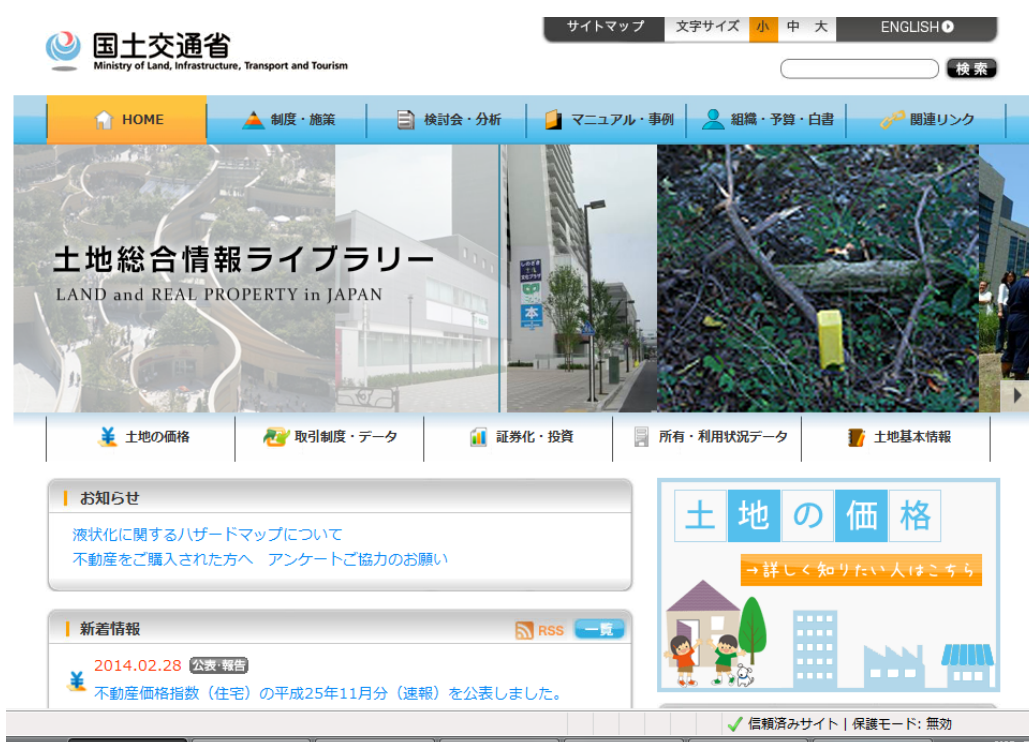 サイトマップ
文字サイズ 小 中 大
ENGLISH
国土交通省
Ministry of Land, Infrastructure, Transport and Tourism
検索
HOME
制度・施策
検討会・分析
マニュアル・事例
組織・予算・白書
関連リンク
土地総合情報ライブラリー
LAND and REAL PROPERTY in JAPAN
本
土地の価格
取引制度・データ
証券化・投資
所有・利用状況データ
土地基本情報
お知らせ
液状化に関するハザードマップについて
不動産をご購入された方へ　アンケートご協力のお願い
土地の価格
→詳しく知りたい人はこちら
新着情報
RSS
一覧
2014.02.28 公表・報告
不動産価格指数（住宅）の平成25年11月分（速報）を公表しました。
信頼済みサイト | 保護モード: 無効